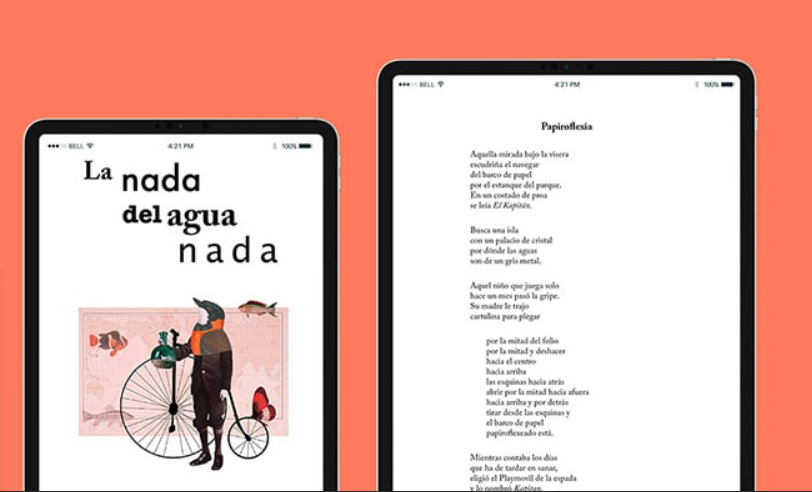 BELL
4:21 PM
100%
La nada
del agua
nada
BELL
4:21 PM
100%
Papiroflexia
Aquella mirada bajo la visera
escudriña el navegar
del barco de papel
por el estanque del parque.
En un costado de proa
se leía El Kapitán.
Busca una isla
con un palacio de cristal
por dónde las aguas
son de un gris metal.
Aquel niño que juega solo
hace un mes pasó la gripe.
Su madre le trajo
cartulina para plegar
por la mitad del folio
por la mitad y deshacer
hacia el centro
hacia arriba
las esquinas hacia atrás
abrir por la mitad hacia afuera
hacia arriba y por detrás
tirar desde las esquinas y
el barco de papel
papiroflexeado está.
Mientras contaba los días
que ha de tardar en sanar,
eligió el Playmovil de la espada
y lo nombró Kapitan.